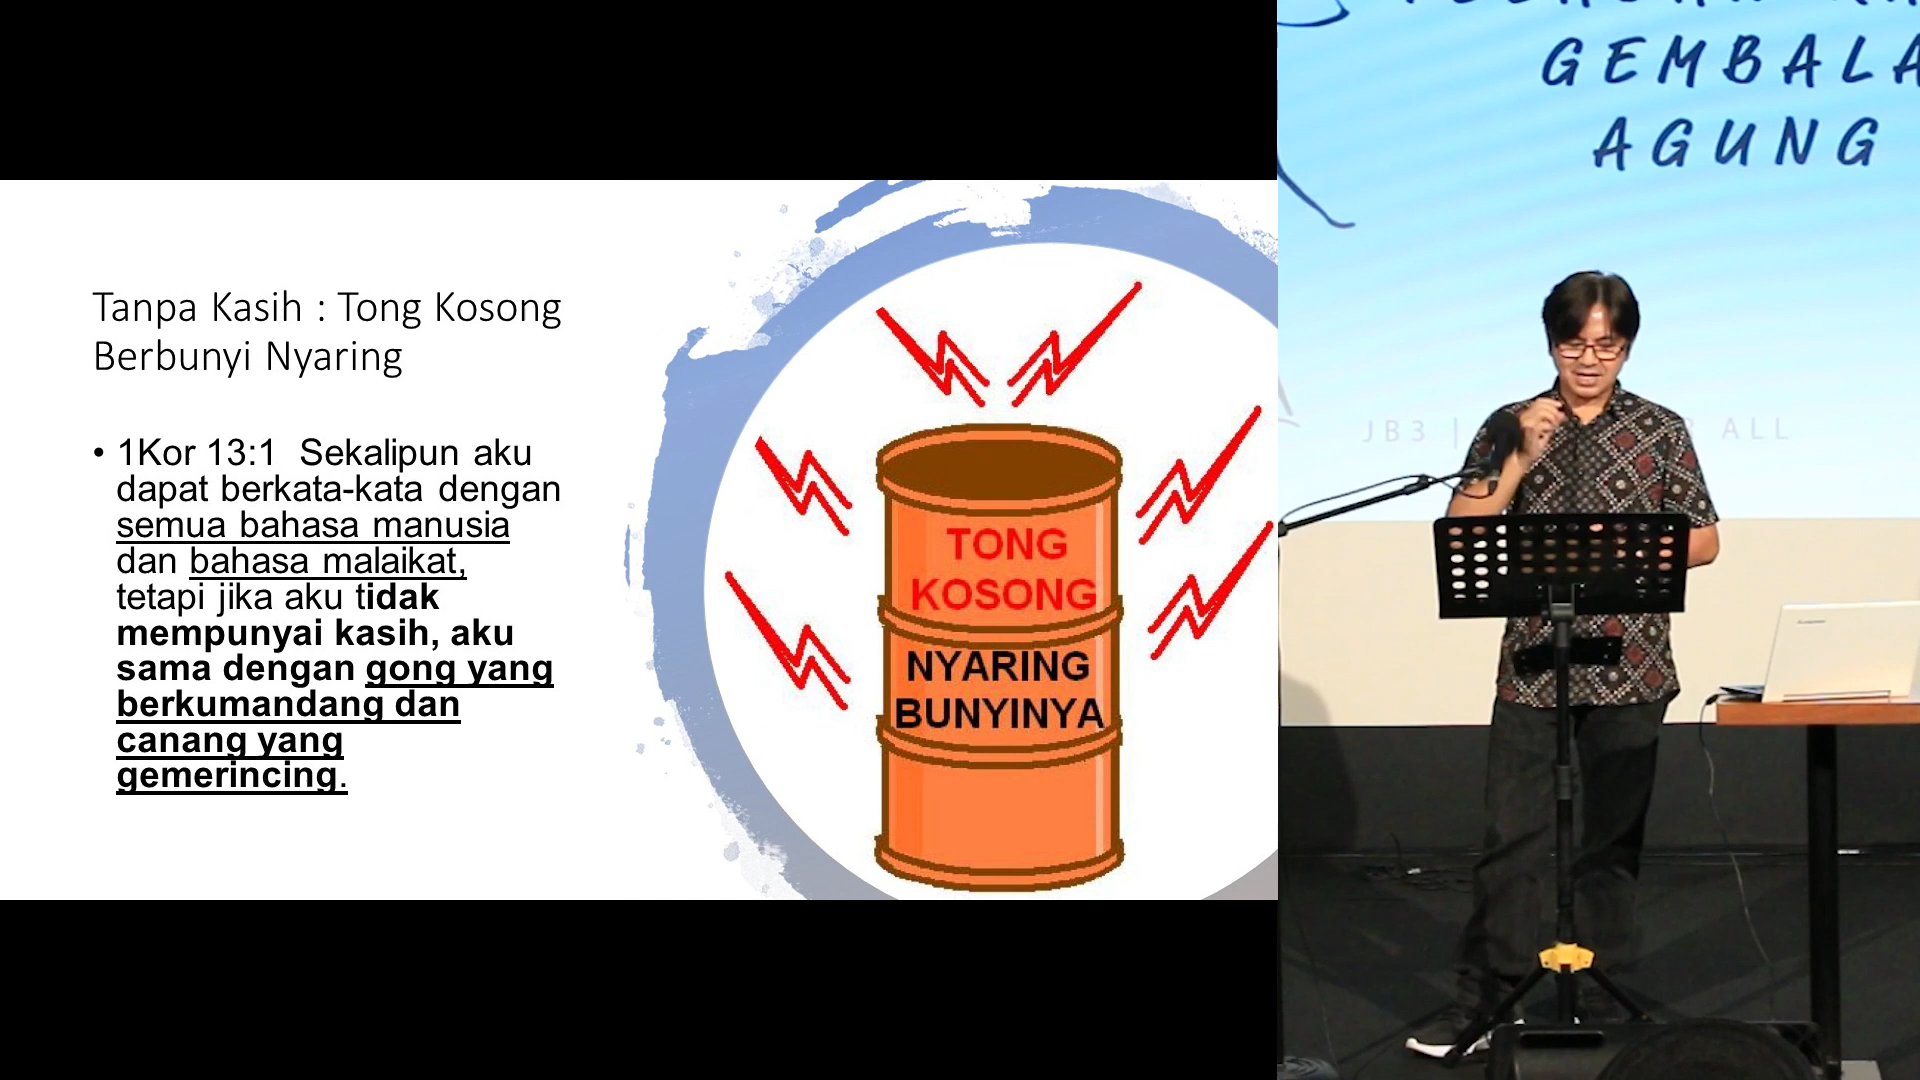 Tanpa Kasih : Tong Kosong
Berbunyi Nyaring
• 1Kor 13:1  Sekalipun aku
dapat berkata-kata dengan
semua bahasa manusia
dan bahasa malaikat,
tetapi jika aku tidak
mempunyai kasih, aku
sama dengan gong yang
berkumandang dan
canang yang
gemerincing.
TONG
KOSONG
NYARING
BUNYINYA
GEMBALA
AGUNG
JB3 |
ALL